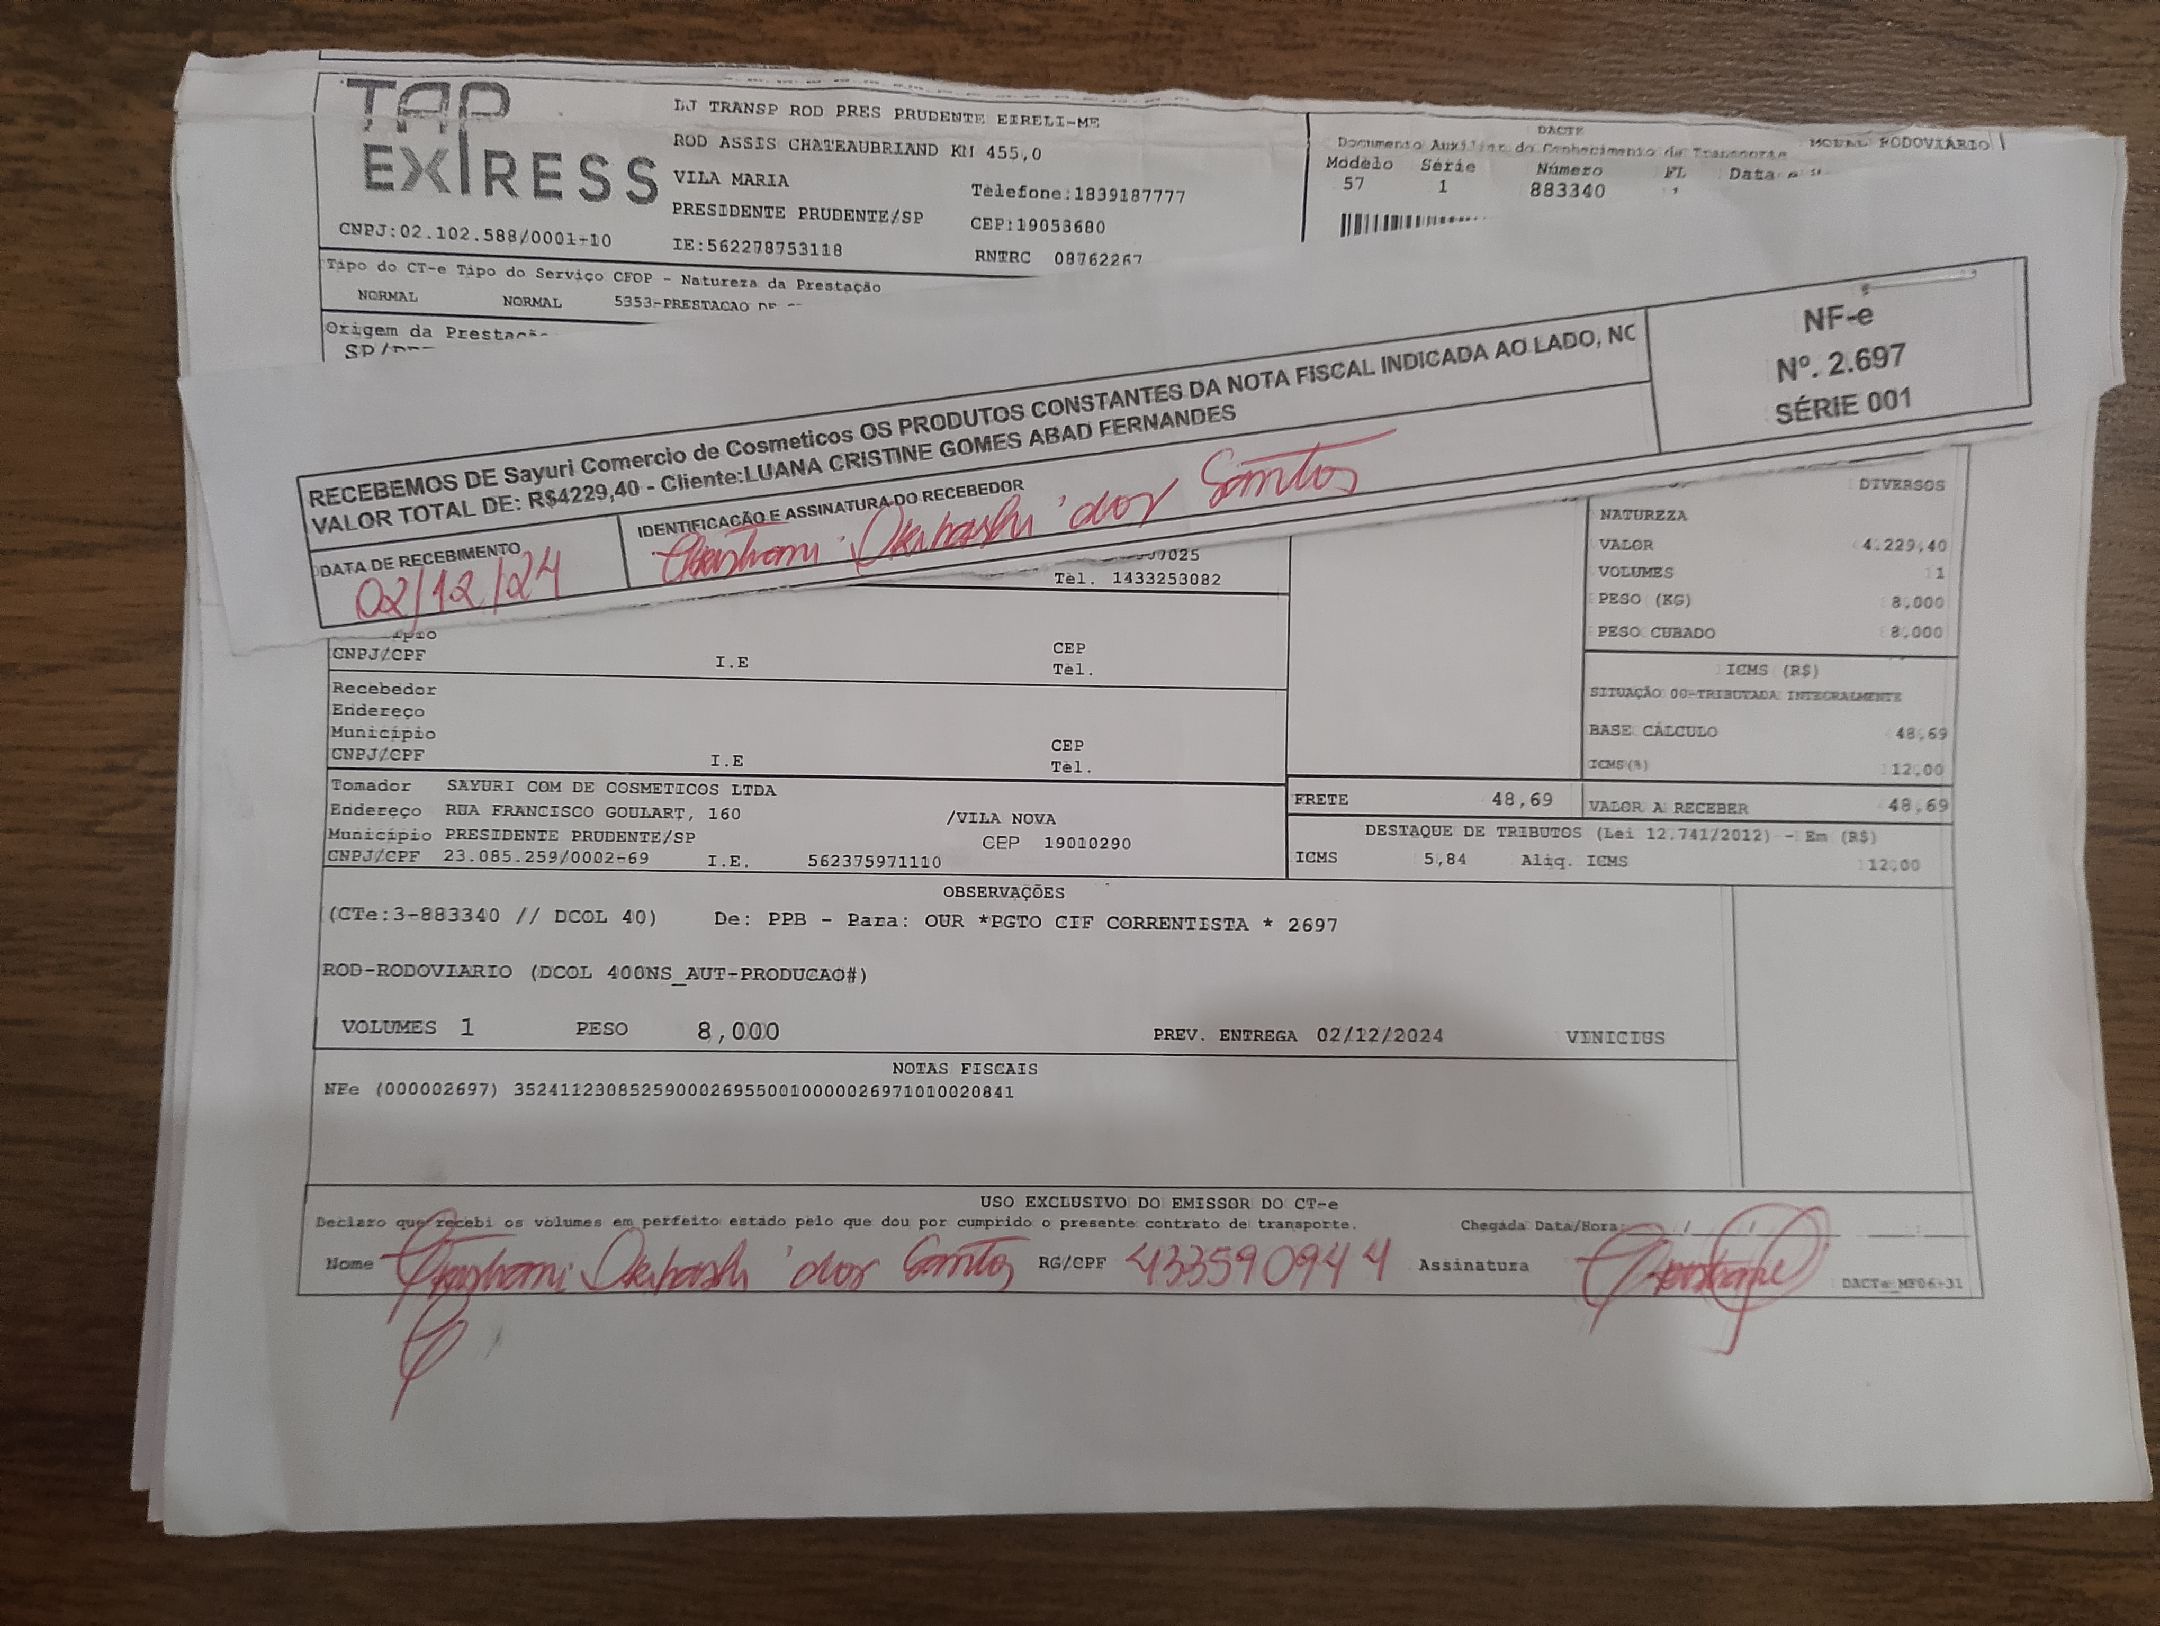 TAP
EXPRESS
CNPJ:02.102.588/0001-10
LJ TRANSP ROD PRES PRUDENTE EIRELI-ME
ROD ASSIS CHATEAUBRIAND KM 455,0
VILA MARIA Telefone:1839187777
PRESIDENTE PRUDENTE/SP CEP:19053680
IE:562278753118 RNTRC 08762267
DACTE
Documento Auxiliar do Conhecimento de Transporte MODAL RODOVIÁRIO
Modelo Série Número FL Data
57 1 883340 1
Tipo do CT-e Tipo do Serviço CFOP - Natureza da Prestação
NORMAL NORMAL 5353-PRESTACAO
Origem da
RECEBEMOS DE Sayuri Comercio de Cosmeticos OS PRODUTOS CONSTANTES DA NOTA FISCAL INDICADA AO LADO, NO
VALOR TOTAL DE: R$4229,40 - Cliente:LUANA CRISTINE GOMES ABAD FERNANDES
DATA DE RECEBIMENTO
02/12/24
IDENTIFICAÇÃO E ASSINATURA DO RECEBEDOR
dos Santos
NF-e
Nº. 2.697
SÉRIE 001
Tel. 1433253082
CNPJ/CPF I.E CEP
Tel.
Recebedor
Endereço
Município CEP
CNPJ/CPF I.E Tel.
DIVERSOS
NATUREZA
VALOR 4.229,40
VOLUMES 1
PESO (KG) 8,000
PESO CUBADO 8,000
ICMS (R$)
SITUAÇÃO 00-TRIBUTADA INTEGRALMENTE
BASE CÁLCULO 48,69
ICMS(%) 12,00
Tomador SAYURI COM DE COSMETICOS LTDA
Endereço RUA FRANCISCO GOULART, 160 /VILA NOVA
Município PRESIDENTE PRUDENTE/SP CEP 19010290
CNPJ/CPF 23.085.259/0002-69 I.E. 562375971110
FRETE 48,69 VALOR A RECEBER 48,69
DESTAQUE DE TRIBUTOS (Lei 12.741/2012) - Em (R$)
ICMS 5,84 Aliq. ICMS 12,00
OBSERVAÇÕES
(CTe:3-883340 // DCOL 40) De: PPB - Para: OUR *PGTO CIF CORRENTISTA * 2697
ROD-RODOVIARIO (DCOL 400NS_AUT-PRODUCAO#)
VOLUMES 1 PESO 8,000 PREV. ENTREGA 02/12/2024 VINICIUS
NOTAS FISCAIS
NFe (000002697) 35241123085259000269550010000026971010020841
USO EXCLUSIVO DO EMISSOR DO CT-e
Declaro que recebi os volumes em perfeito estado pelo que dou por cumprido o presente contrato de transporte. Chegada Data/Hora: / /
Nome dos Santos RG/CPF 433590944 Assinatura DACTe_MF06-31